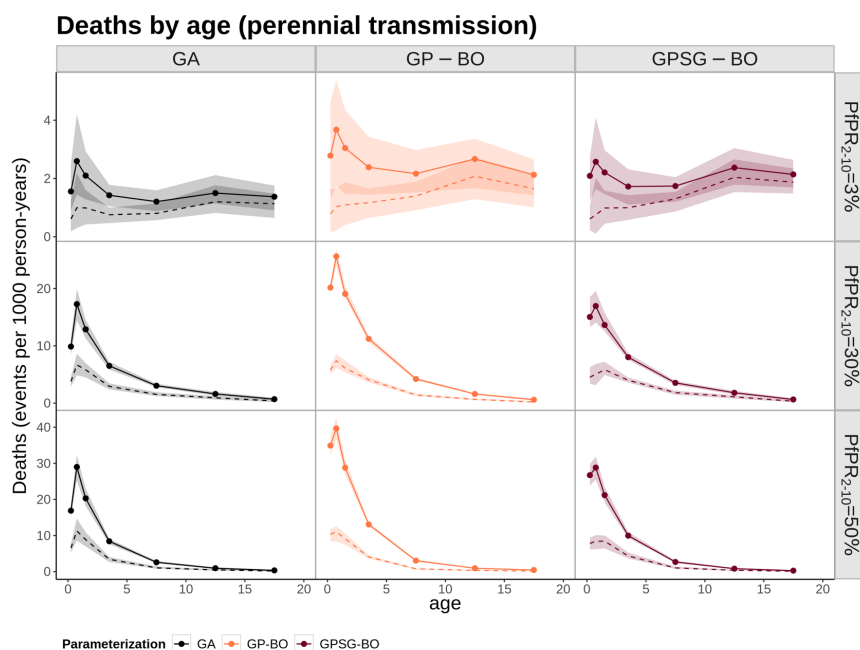 Deaths by age (perennial transmission)
GA
GP − BO
GPSG − BO
Deaths (events per 1000 person-years)
4
2
0
PfPR2-10=3%
20
10
0
PfPR2-10=30%
40
30
20
10
0
PfPR2-10=50%
0 5 10 15 20 0 5 10 15 20 0 5 10 15 20
age
Parameterization GA GP-BO GPSG-BO